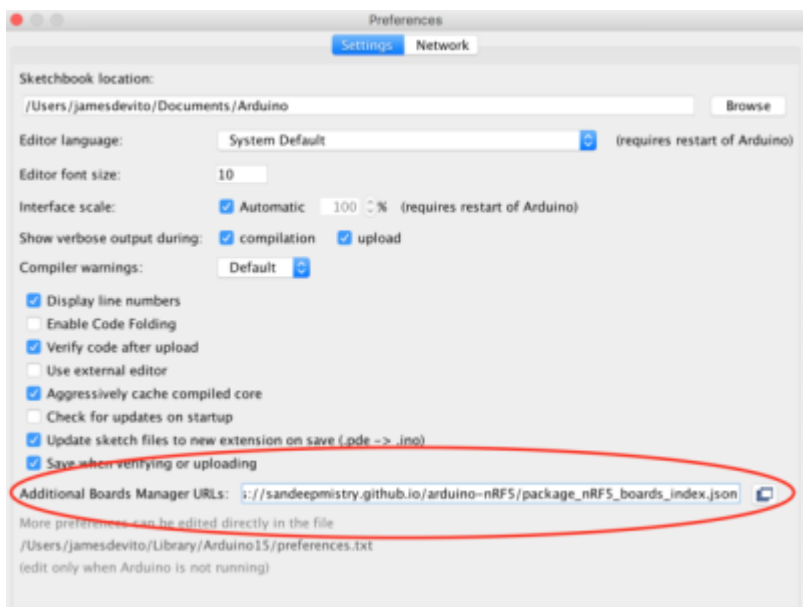 Preferences
Settings Network
Sketchbook location:
/Users/jamesdevito/Documents/Arduino Browse
Editor language: System Default (requires restart of Arduino)
Editor font size: 10
Interface scale: Automatic 100 % (requires restart of Arduino)
Show verbose output during: compilation upload
Compiler warnings: Default
Display line numbers
Enable Code Folding
Verify code after upload
Use external editor
Aggressively cache compiled core
Check for updates on startup
Update sketch files to new extension on save (.pde -> .ino)
Save when verifying or uploading
Additional Boards Manager URLs: s://sandeepmistry.github.io/arduino-nRF5/package_nRF5_boards_index.json
More preferences can be edited directly in the file
/Users/jamesdevito/Library/Arduino15/preferences.txt
(edit only when Arduino is not running)